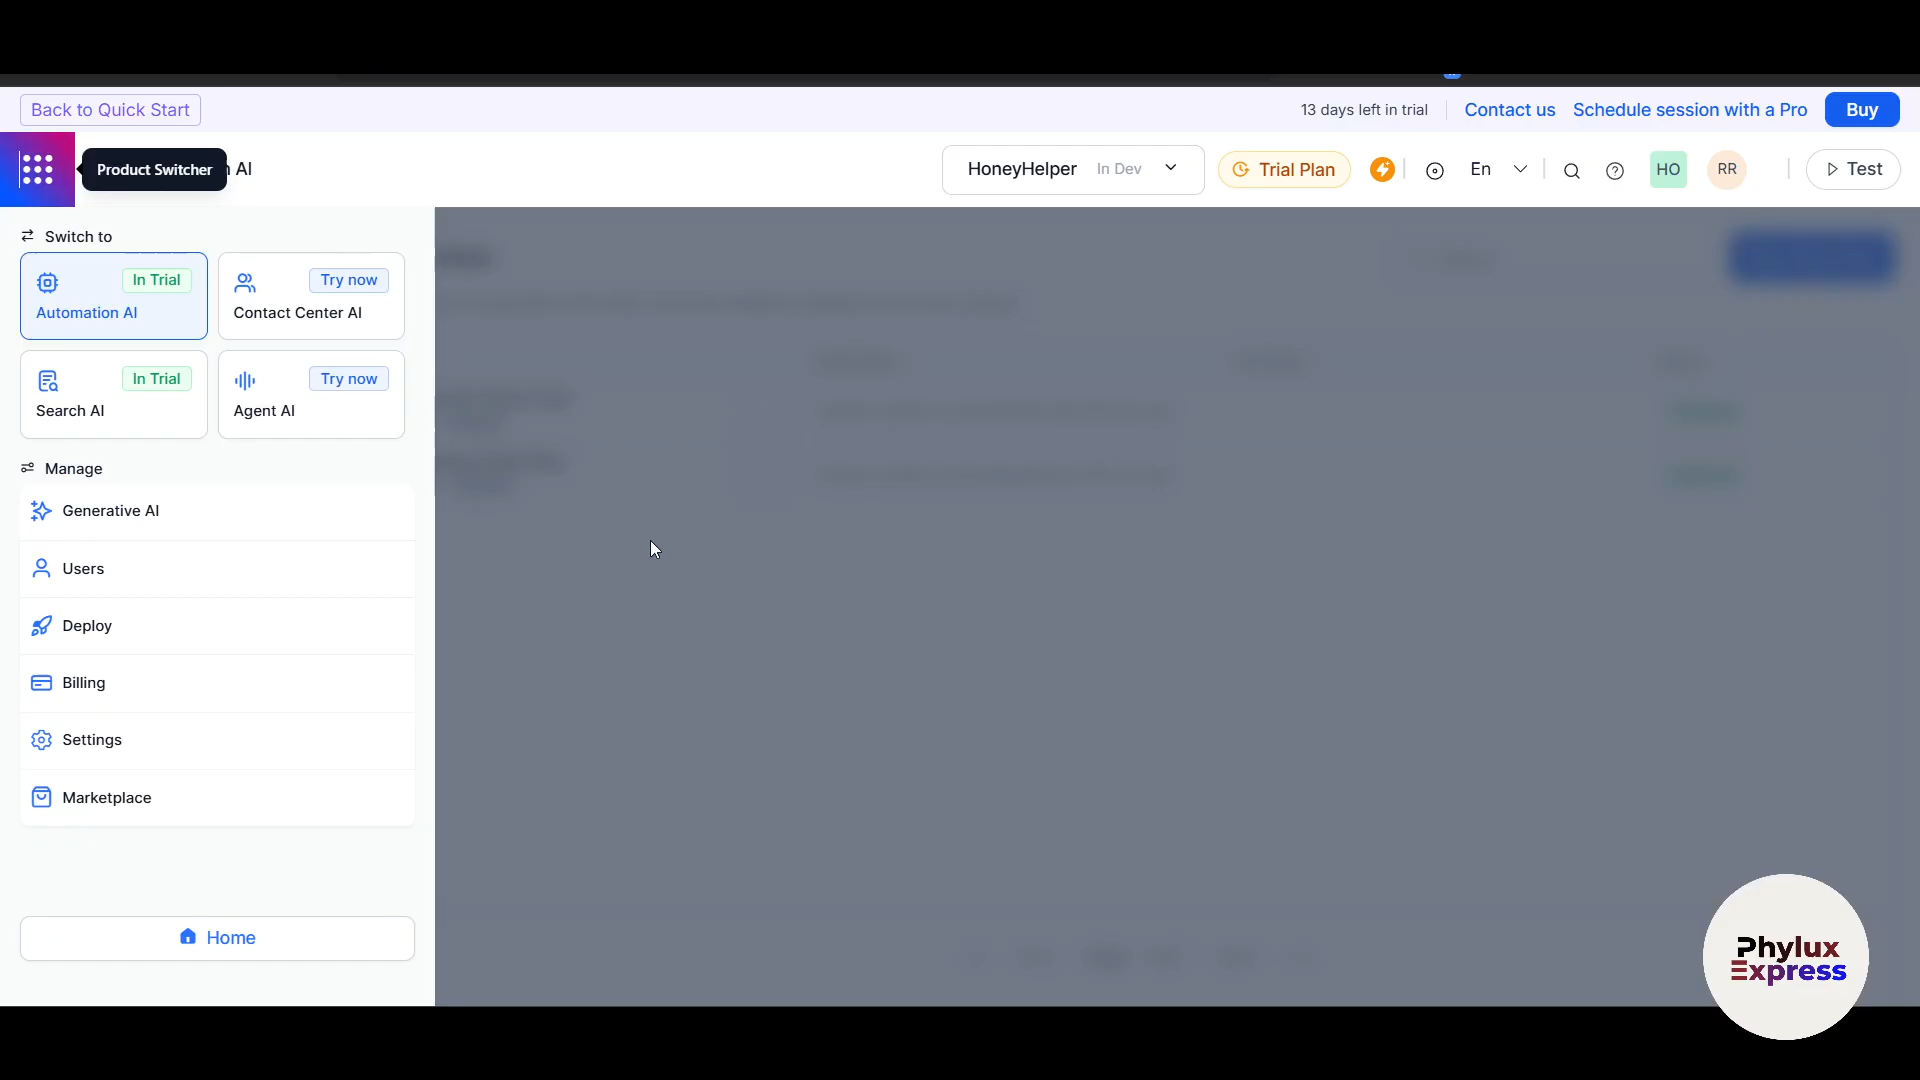 Back to Quick Start
13 days left in trial
Contact us
Schedule session with a Pro
Buy
Product Switcher
AI
HoneyHelper In Dev
Trial Plan
En
HO
RR
Test
Switch to
In Trial
Automation AI
Try now
Contact Center AI
In Trial
Search AI
Try now
Agent AI
Manage
Generative AI
Users
Deploy
Billing
Settings
Marketplace
Home
Phylux
Express